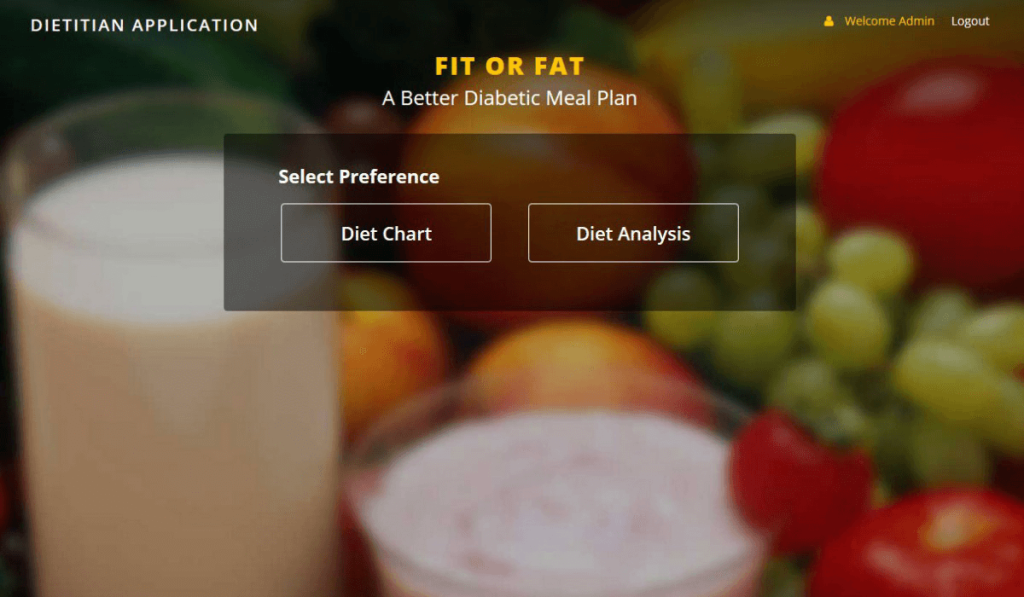 DIETITIAN APPLICATION
Welcome Admin Logout
FIT OR FAT
A Better Diabetic Meal Plan
Select Preference
Diet Chart Diet Analysis